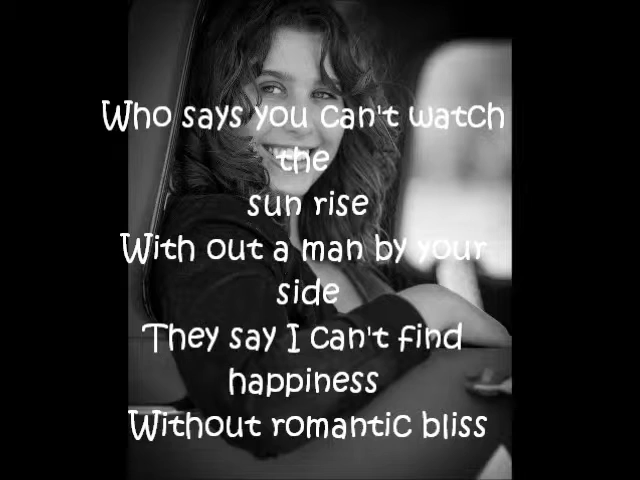 Who says you can't watch
the
sun rise
With out a man by your
side
They say I can't find
happiness
Without romantic bliss